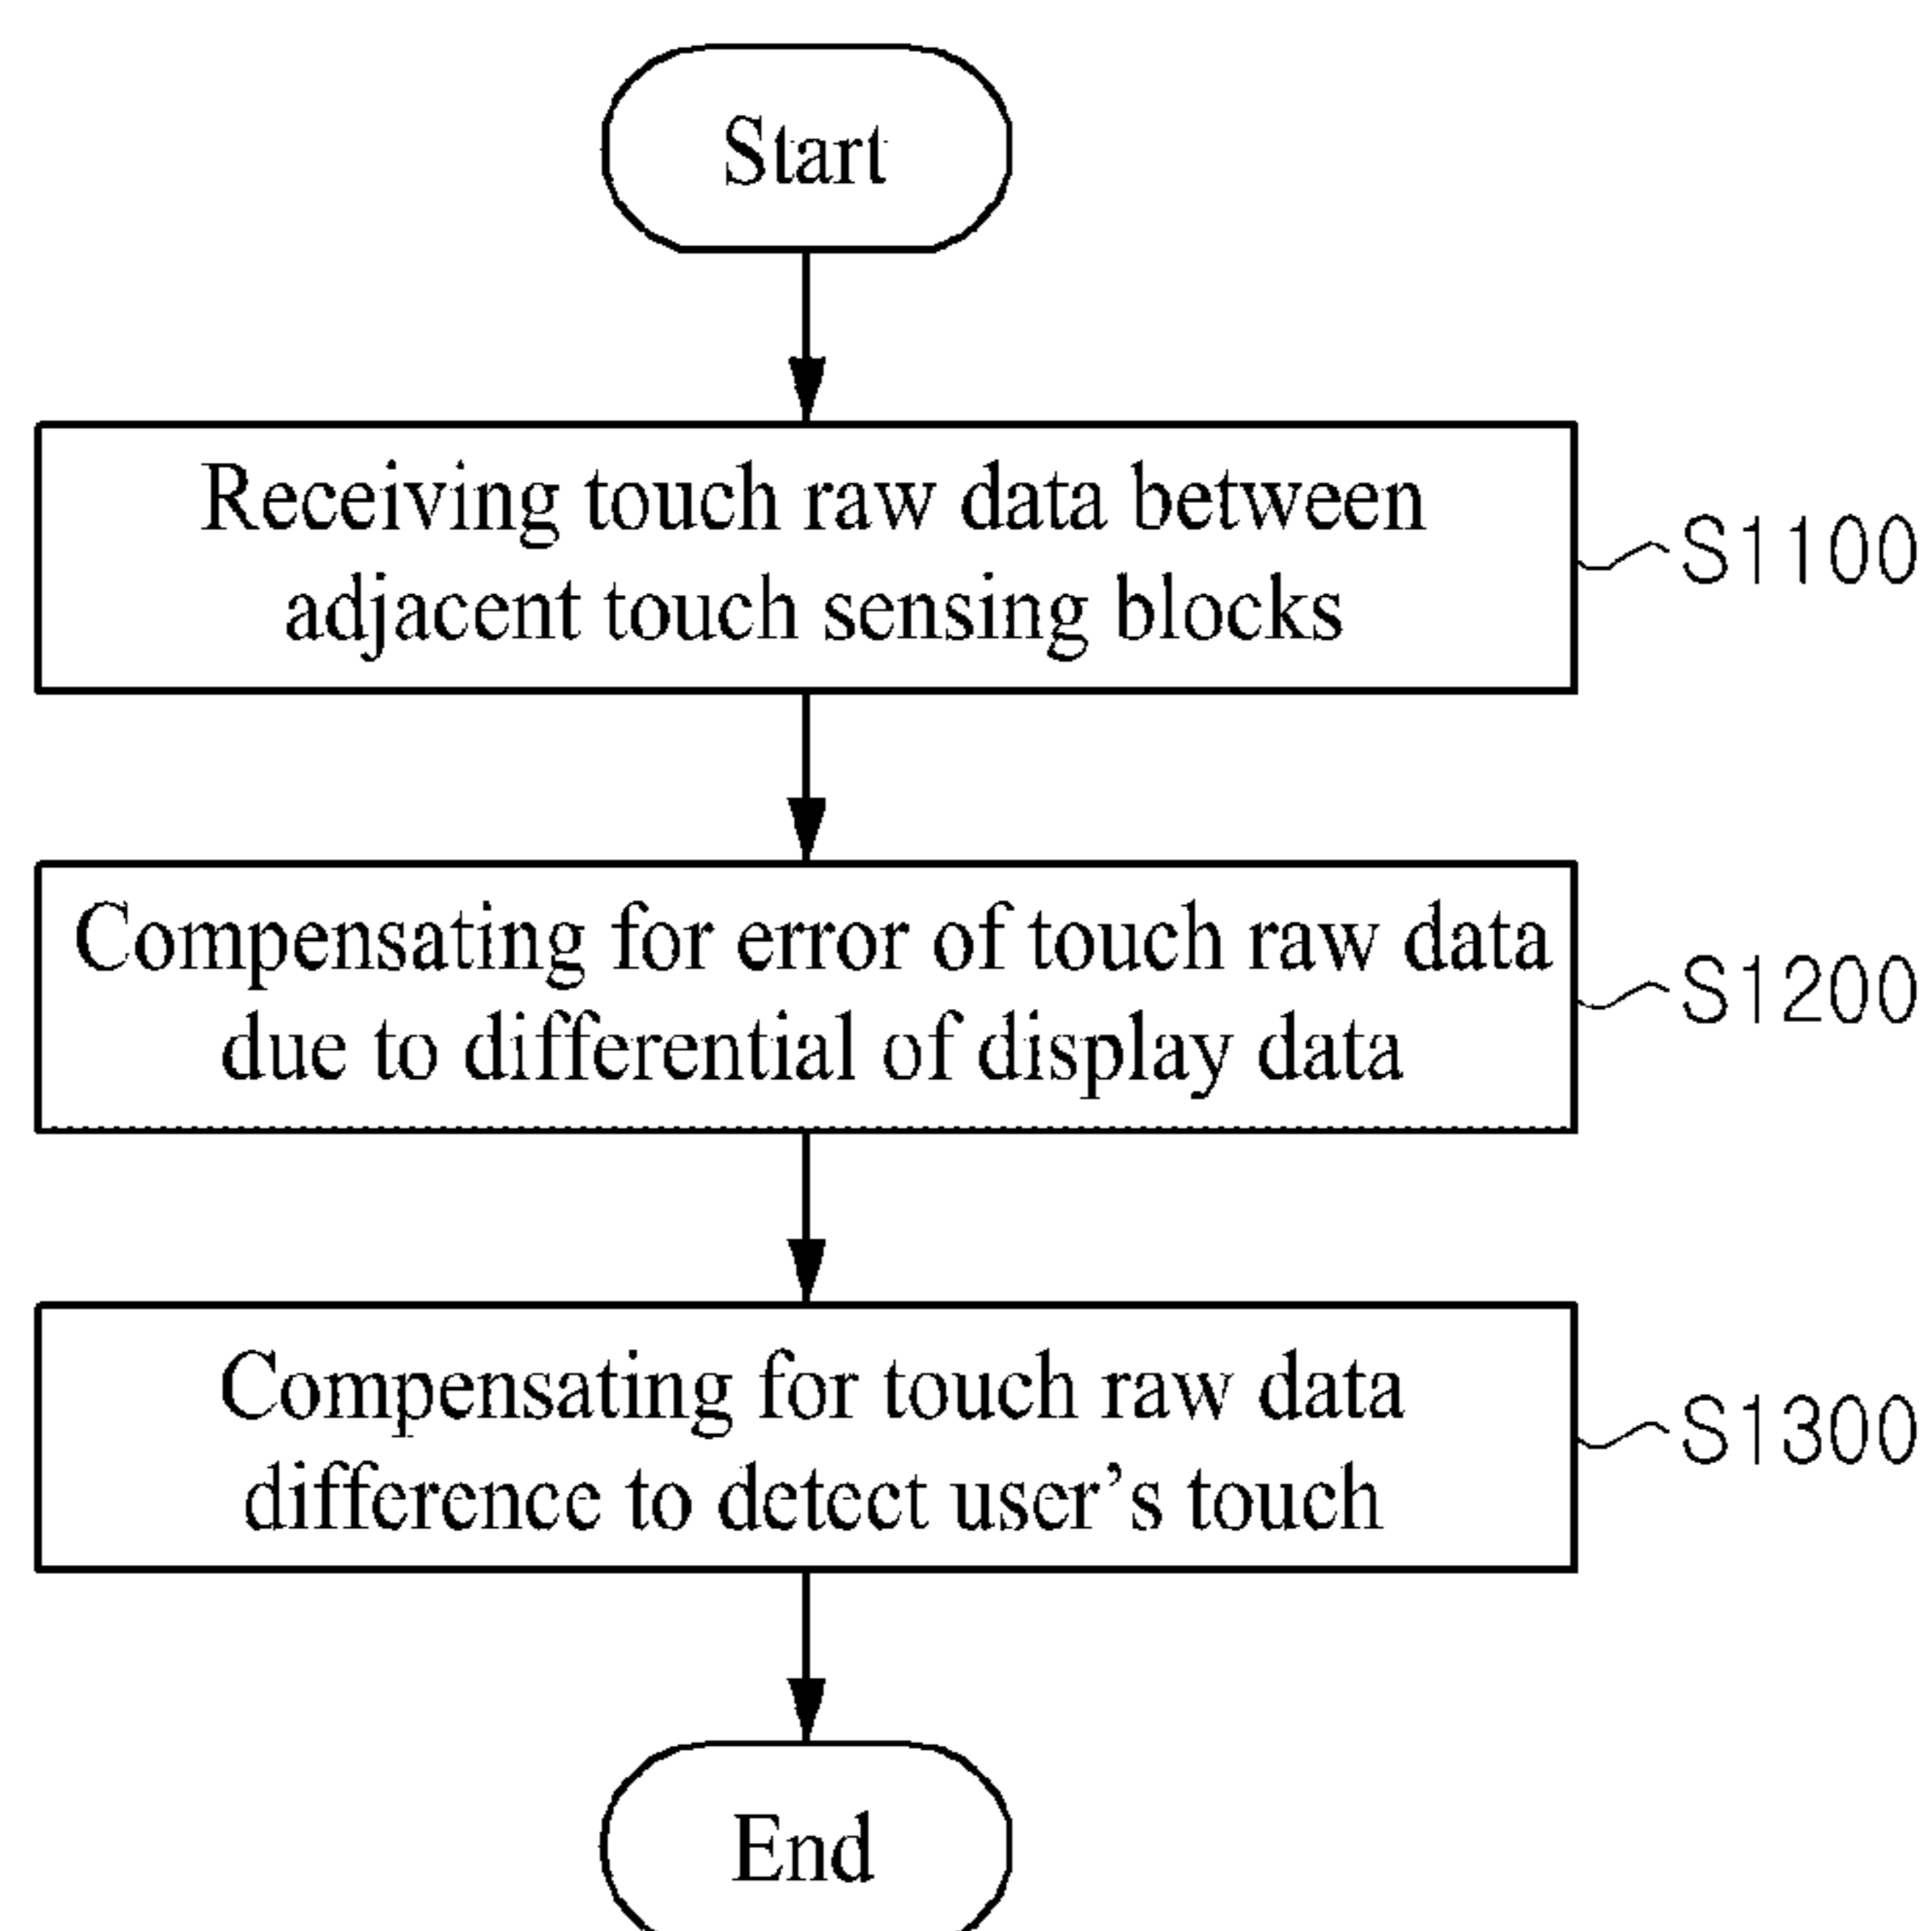 Start
Receiving touch raw data between
adjacent touch sensing blocks
S1100
Compensating for error of touch raw data
due to differential of display data
S1200
Compensating for touch raw data
difference to detect user’s touch
S1300
End